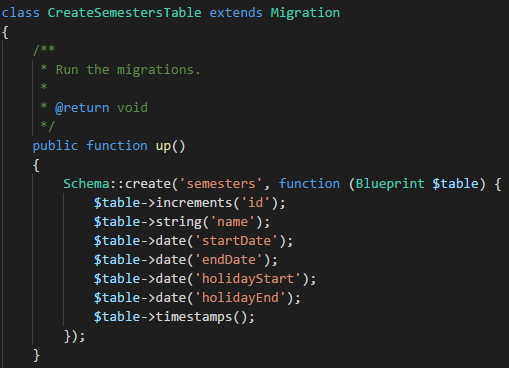 class CreateSemestersTable extends Migration
{
    /**
     * Run the migrations.
     *
     * @return void
     */
    public function up()
    {
        Schema::create('semesters', function (Blueprint $table) {
            $table->increments('id');
            $table->string('name');
            $table->date('startDate');
            $table->date('endDate');
            $table->date('holidayStart');
            $table->date('holidayEnd');
            $table->timestamps();
        });
    }